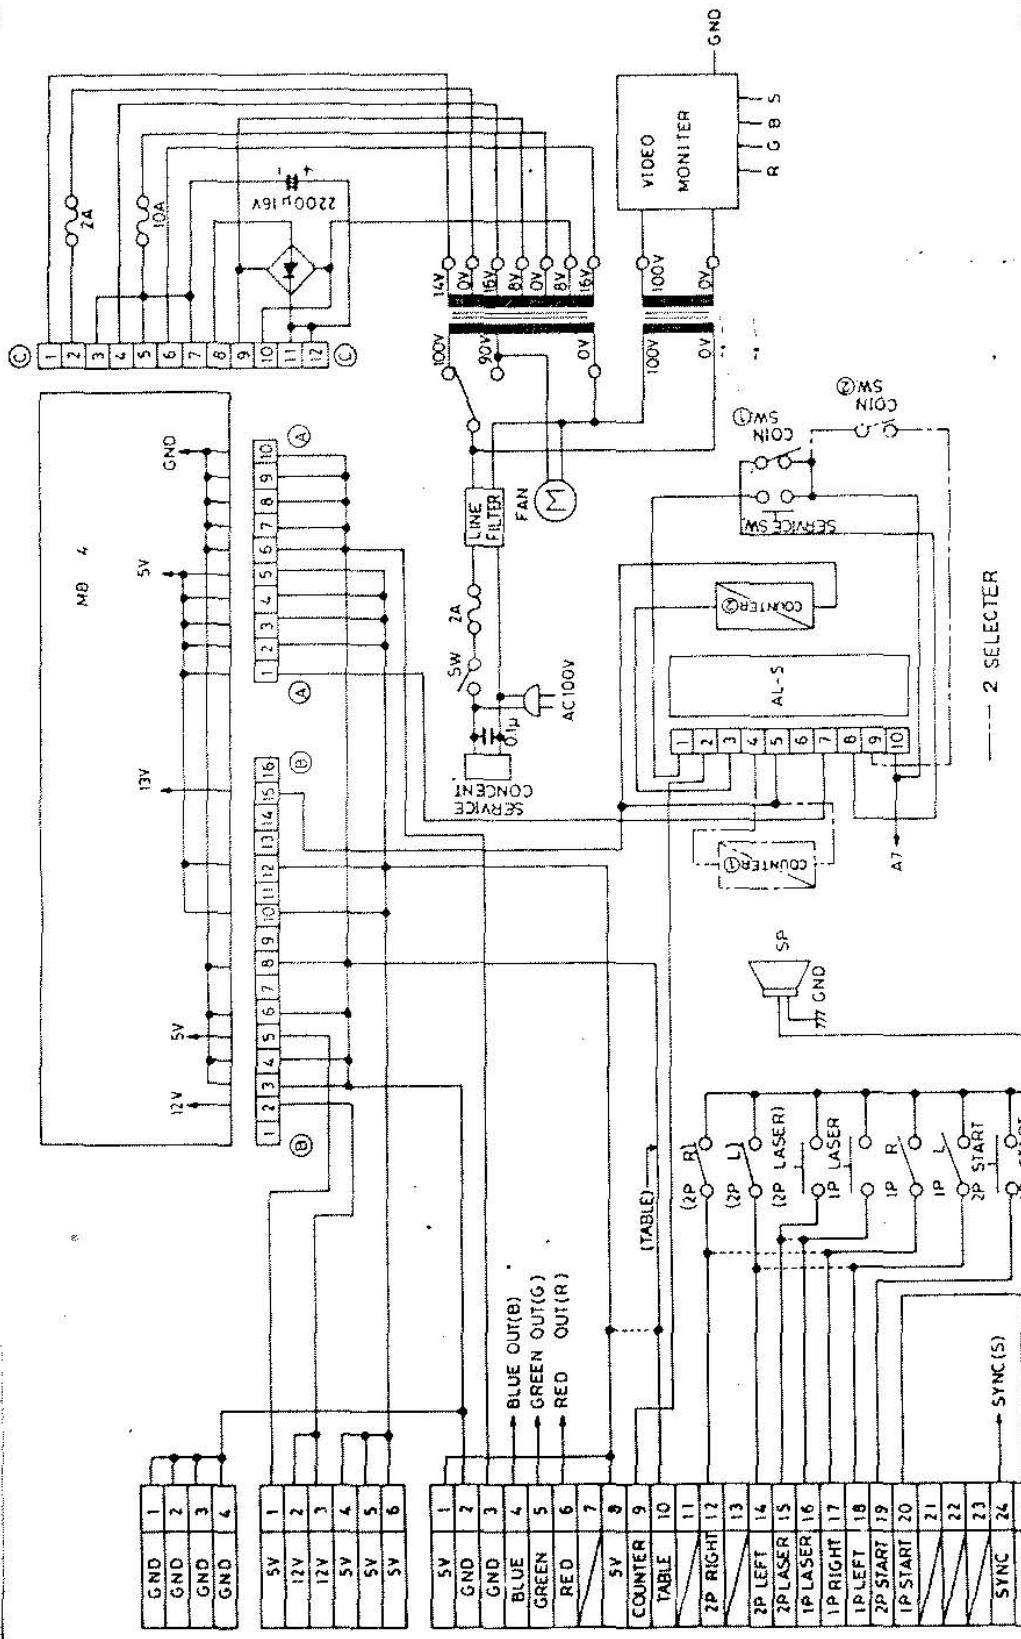 GND
VIDEO
MONITER
R G B S
2A
10A
2200µ16V
- +
C
1 2 3 4 5 6 7 8 9 10 11 12
C
14V
0V
16V
8V
0V
8V
16V
100V
0V
100V
90V
0V
100V
0V
MB 4
GND
5V
13V
5V
12V
A
1 2 3 4 5 6 7 8 9 10
A
B
1 2 3 4 5 6 7 8 9 10 11 12 13 14 15 16
B
LINE
FILTER
FAN
M
2A
SW
AC100V
0.1µ
SERVICE
CONCENT
COIN
SW(1)
COIN
SW(2)
SERVICE SW
COUNTER(2)
AL-S
1 2 3 4 5 6 7 8 9 10
COUNTER(1)
A7
2 SELECTER
SP
GND
(TABLE)
(2P R)
(2P L)
(2P LASER)
1P LASER
1P R
1P L
2P START
BLUE OUT(B)
GREEN OUT(G)
RED OUT(R)
SYNC(S)
GND 1
GND 2
GND 3
GND 4
5V 1
12V 2
12V 3
5V 4
5V 5
5V 6
5V 1
GND 2
GND 3
BLUE 4
GREEN 5
RED 6
7
5V 8
COUNTER 9
TABLE 10
11
2P RIGHT 12
13
2P LEFT 14
2P LASER 15
1P LASER 16
1P RIGHT 17
1P LEFT 18
2P START 19
1P START 20
21
22
23
SYNC 24